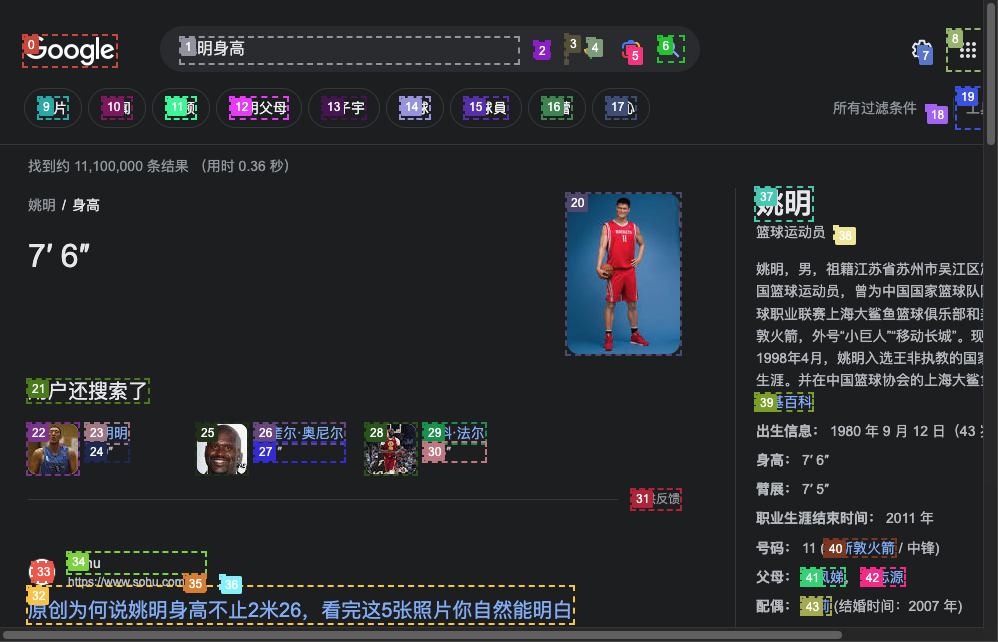 Google
1 明身高
2
3
4
5
6
7
8
9 片
10
11
12 父母
13 字
14
15 员
16
17
所有过滤条件
18
19
找到约 11,100,000 条结果 （用时 0.36 秒）
姚明 / 身高
7′ 6″
20
21 户还搜索了
22
23 明
24 ″
25
26 奎尔·奥尼尔
27 ″
28
29 斗·法尔
30 ″
31 反馈
33
34 hu
https://www.sohu.com
35
36
32
原创为何说姚明身高不止2米26，看完这5张照片你自然能明白
37
姚明
篮球运动员
38
姚明，男，祖籍江苏省苏州市吴江区
国篮球运动员，曾为中国国家篮球队
球职业联赛上海大鲨鱼篮球俱乐部和
敦火箭，外号“小巨人”“移动长城”。现
1998年4月，姚明入选王非执教的国家
生涯。并在中国篮球协会的上海大鲨鱼
39 基百科
出生信息： 1980 年 9 月 12 日（43
身高： 7′ 6″
臂展： 7′ 5″
职业生涯结束时间： 2011 年
号码： 11 ( 40 斯敦火箭 / 中锋)
父母： 41 凤娣， 42 志源
配偶： 43 莉 (结婚时间：2007 年)